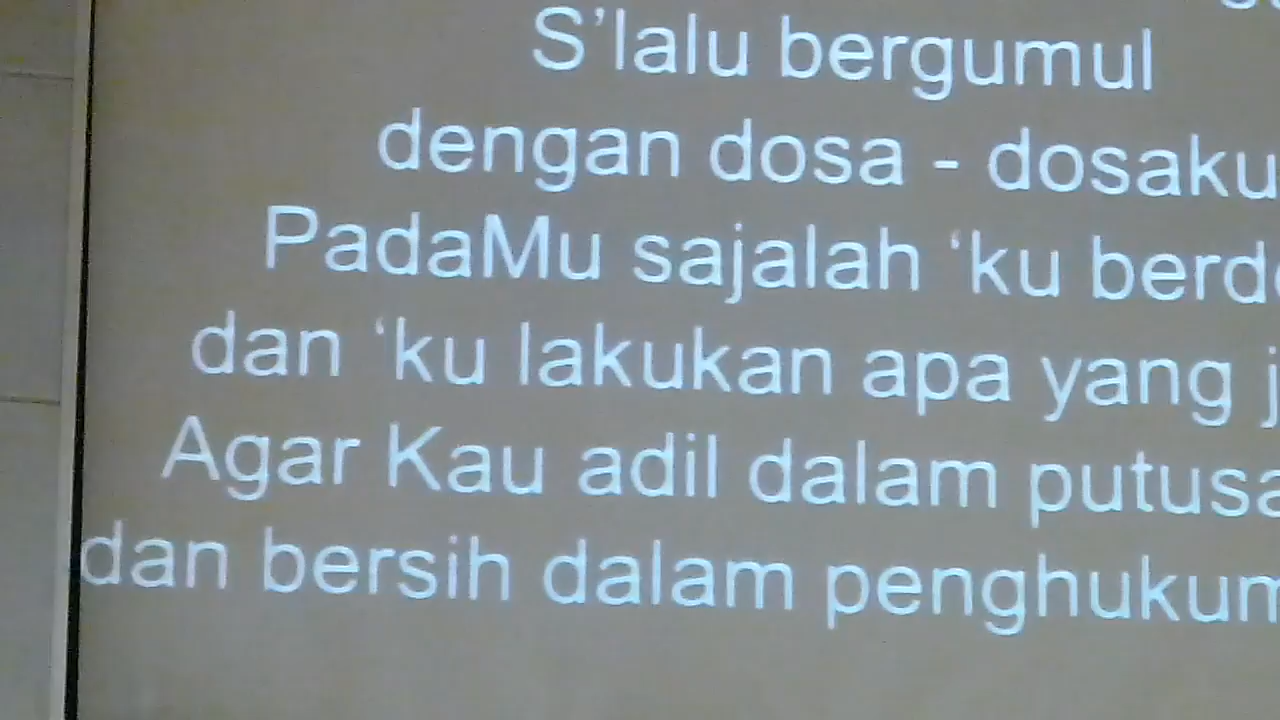 S’lalu bergumul
dengan dosa - dosaku
PadaMu sajalah ‘ku
dan ‘ku lakukan apa yang
Agar Kau adil dalam
dan bersih dalam